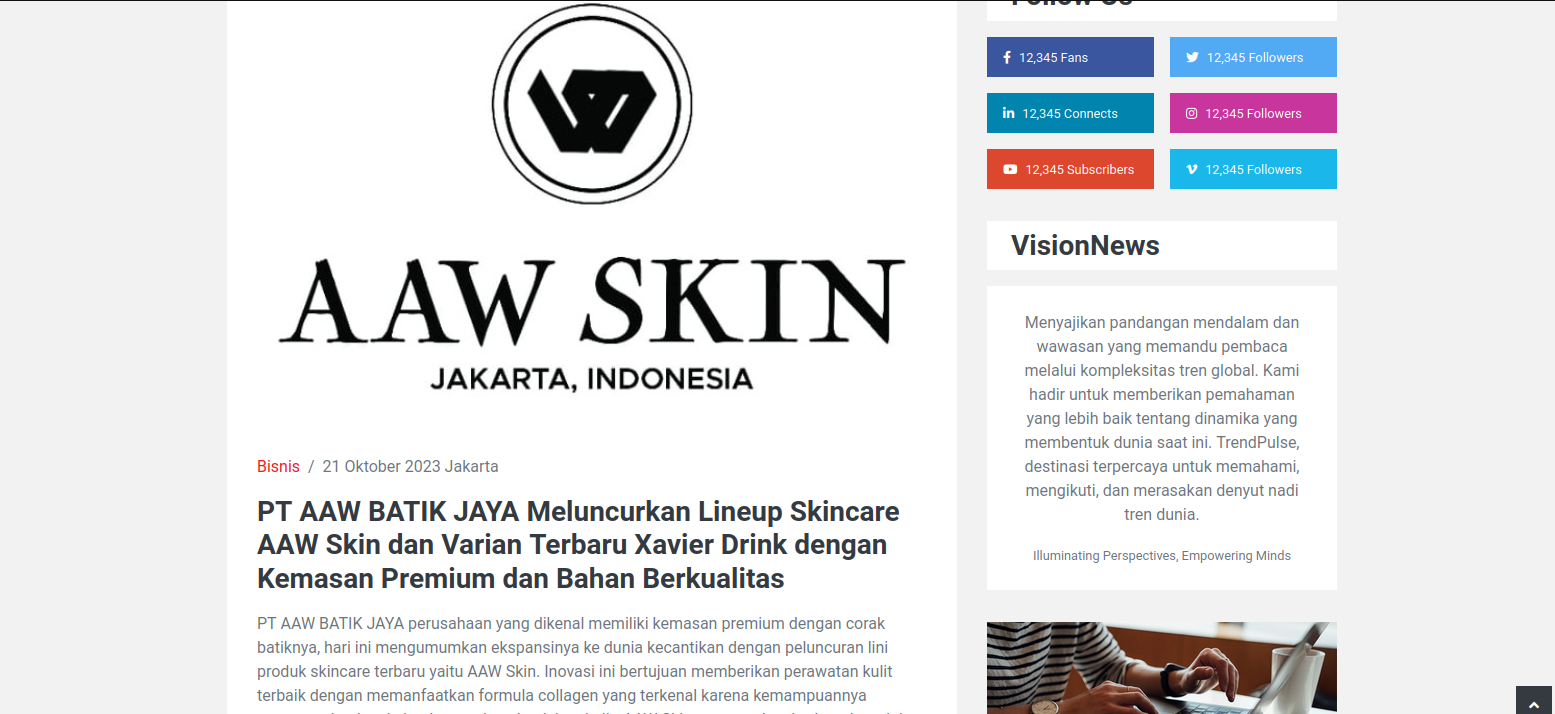 AAW SKIN
JAKARTA, INDONESIA
Bisnis / 21 Oktober 2023 Jakarta
PT AAW BATIK JAYA Meluncurkan Lineup Skincare
AAW Skin dan Varian Terbaru Xavier Drink dengan
Kemasan Premium dan Bahan Berkualitas
PT AAW BATIK JAYA perusahaan yang dikenal memiliki kemasan premium dengan corak
batiknya, hari ini mengumumkan ekspansinya ke dunia kecantikan dengan peluncuran lini
produk skincare terbaru yaitu AAW Skin. Inovasi ini bertujuan memberikan perawatan kulit
terbaik dengan memanfaatkan formula collagen yang terkenal karena kemampuannya
Follow Us
12,345 Fans
12,345 Followers
12,345 Connects
12,345 Followers
12,345 Subscribers
12,345 Followers
VisionNews
Menyajikan pandangan mendalam dan
wawasan yang memandu pembaca
melalui kompleksitas tren global. Kami
hadir untuk memberikan pemahaman
yang lebih baik tentang dinamika yang
membentuk dunia saat ini. TrendPulse,
destinasi terpercaya untuk memahami,
mengikuti, dan merasakan denyut nadi
tren dunia.
Illuminating Perspectives, Empowering Minds